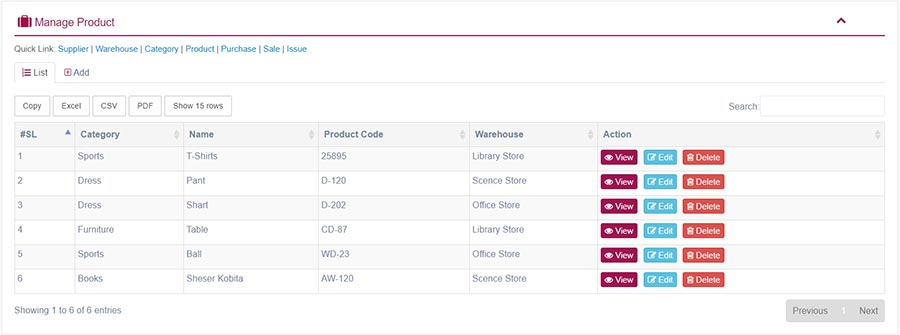 Manage Product
Quick Link: Supplier | Warehouse | Category | Product | Purchase | Sale | Issue
List Add
Copy Excel CSV PDF Show 15 rows Search:
#SL Category Name Product Code Warehouse Action
1 Sports T-Shirts 25895 Library Store View Edit Delete
2 Dress Pant D-120 Scence Store View Edit Delete
3 Dress Shart D-202 Office Store View Edit Delete
4 Furniture Table CD-87 Library Store View Edit Delete
5 Sports Ball WD-23 Office Store View Edit Delete
6 Books Sheser Kobita AW-120 Scence Store View Edit Delete
Showing 1 to 6 of 6 entries Previous 1 Next